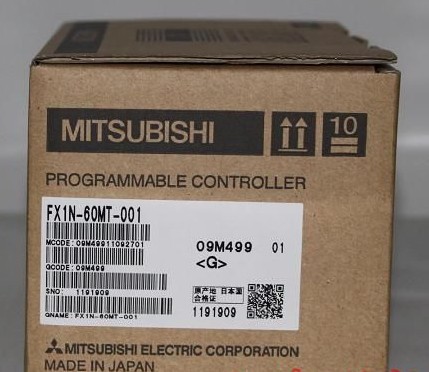 MITSUBISHI
10
PROGRAMMABLE CONTROLLER
FX1N-60MT-001
MCODE: 09M49911092701
09M499 01
<G>
GCODE: 09M499
SNO: 1191909
原产地 日本国
合格证
1191909
GNAME: FX1N-60MT-001
MITSUBISHI ELECTRIC CORPORATION
MADE IN JAPAN